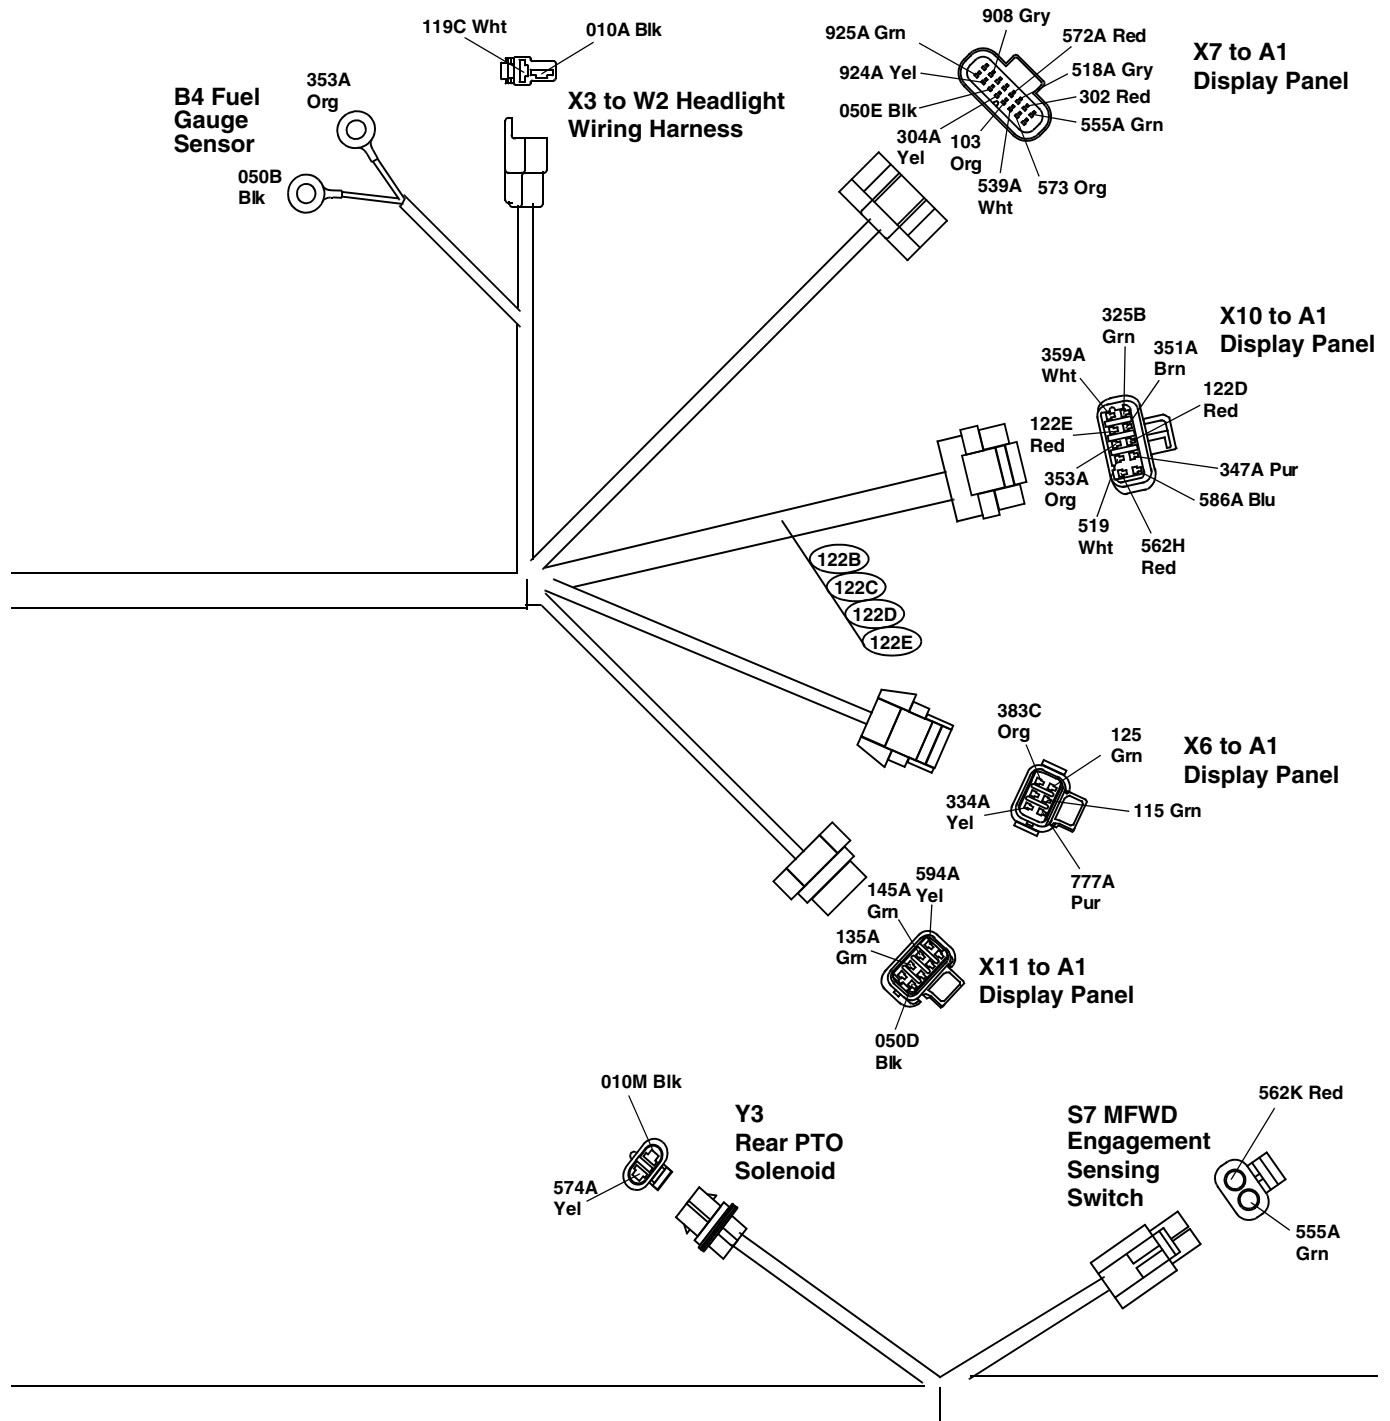 119C Wht
010A Blk
B4 Fuel
Gauge
Sensor
353A
Org
050B
Blk
X3 to W2 Headlight
Wiring Harness
908 Gry
925A Grn
572A Red
924A Yel
518A Gry
050E Blk
302 Red
304A
Yel
103
Org
555A Grn
539A
Wht
573 Org
X7 to A1
Display Panel
325B
Grn
X10 to A1
Display Panel
359A
Wht
351A
Brn
122D
Red
122E
Red
353A
Org
347A Pur
586A Blu
519
Wht
562H
Red
122B
122C
122D
122E
383C
Org
125
Grn
X6 to A1
Display Panel
334A
Yel
115 Grn
777A
Pur
594A
Yel
145A
Grn
135A
Grn
X11 to A1
Display Panel
050D
Blk
010M Blk
574A
Yel
Y3
Rear PTO
Solenoid
S7 MFWD
Engagement
Sensing
Switch
562K Red
555A
Grn